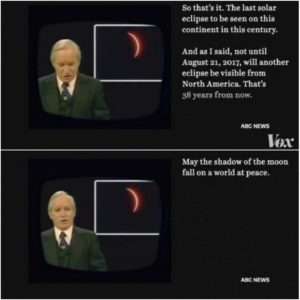 So that's it. The last solar
eclipse to be seen on this
continent in this century.
And as I said, not until
August 21, 2017, will another
eclipse be visible from
North America. That's
38 years from now.
ABC NEWS
Vox
May the shadow of the moon
fall on a world at peace.
ABC NEWS